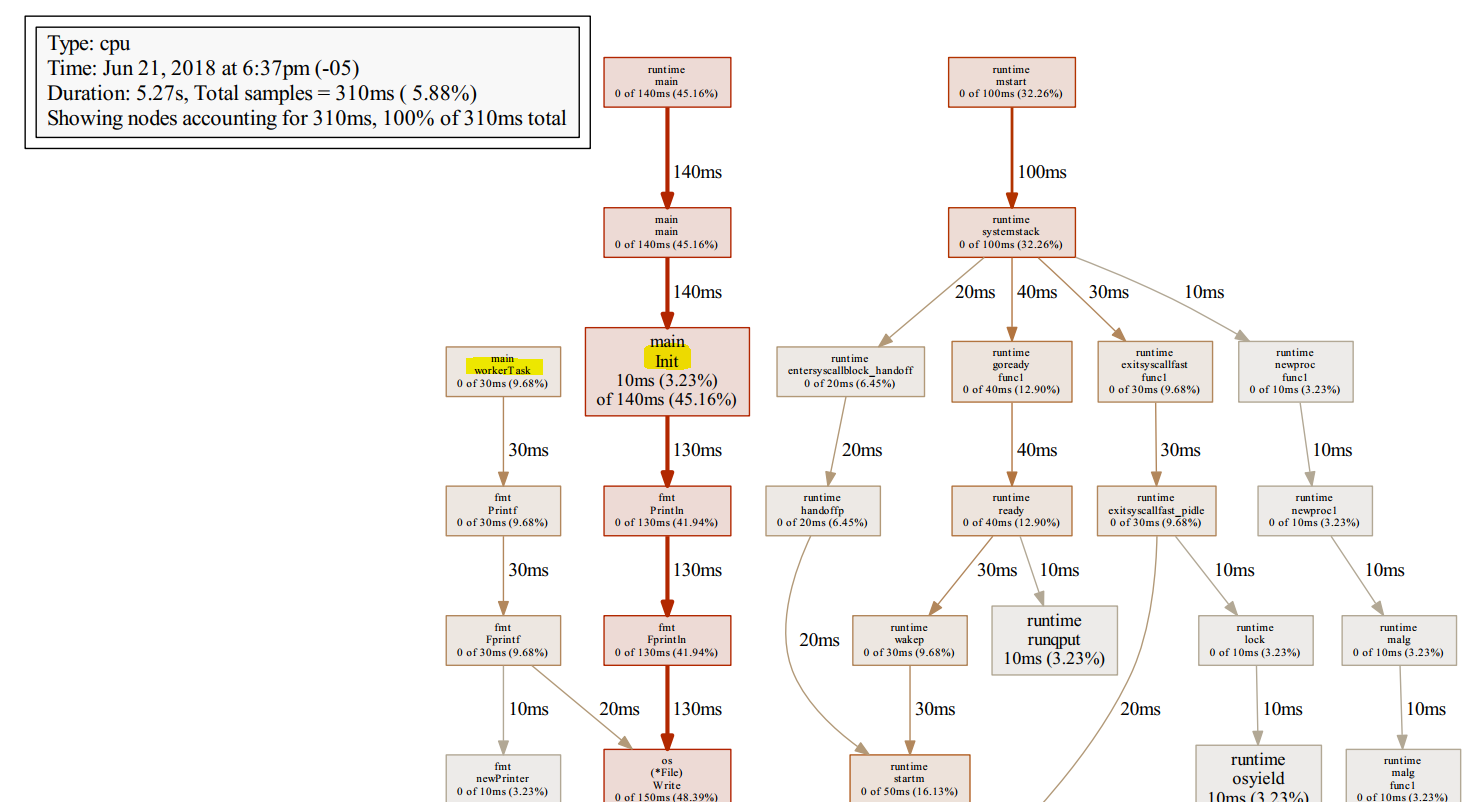 Type: cpu
Time: Jun 21, 2018 at 6:37pm (-05)
Duration: 5.27s, Total samples = 310ms ( 5.88%)
Showing nodes accounting for 310ms, 100% of 310ms total
runtime
main
0 of 140ms (45.16%)
runtime
mstart
0 of 100ms (32.26%)
140ms
100ms
main
main
0 of 140ms (45.16%)
runtime
systemstack
0 of 100ms (32.26%)
140ms
20ms
40ms
30ms
10ms
main
workerTask
0 of 30ms (9.68%)
main
Init
10ms (3.23%)
of 140ms (45.16%)
runtime
entersyscallblock_handoff
0 of 20ms (6.45%)
runtime
goready
func1
0 of 40ms (12.90%)
runtime
exitsyscallfast
func1
0 of 30ms (9.68%)
runtime
newproc
func1
0 of 10ms (3.23%)
30ms
130ms
20ms
40ms
30ms
10ms
fmt
Printf
0 of 30ms (9.68%)
fmt
Println
0 of 130ms (41.94%)
runtime
handoffp
0 of 20ms (6.45%)
runtime
ready
0 of 40ms (12.90%)
runtime
exitsyscallfast_pidle
0 of 30ms (9.68%)
runtime
newproc1
0 of 10ms (3.23%)
30ms
130ms
30ms
10ms
10ms
10ms
fmt
Fprintf
0 of 30ms (9.68%)
fmt
Fprintln
0 of 130ms (41.94%)
20ms
runtime
wakep
0 of 30ms (9.68%)
runtime
runqput
10ms (3.23%)
runtime
lock
0 of 10ms (3.23%)
runtime
malg
0 of 10ms (3.23%)
10ms
20ms
130ms
30ms
20ms
10ms
10ms
fmt
newPrinter
0 of 10ms (3.23%)
os
(*File)
Write
0 of 150ms (48.39%)
runtime
startm
0 of 50ms (16.13%)
runtime
osyield
10ms (3.23%)
runtime
malg
func1
0 of 10ms (3.23%)